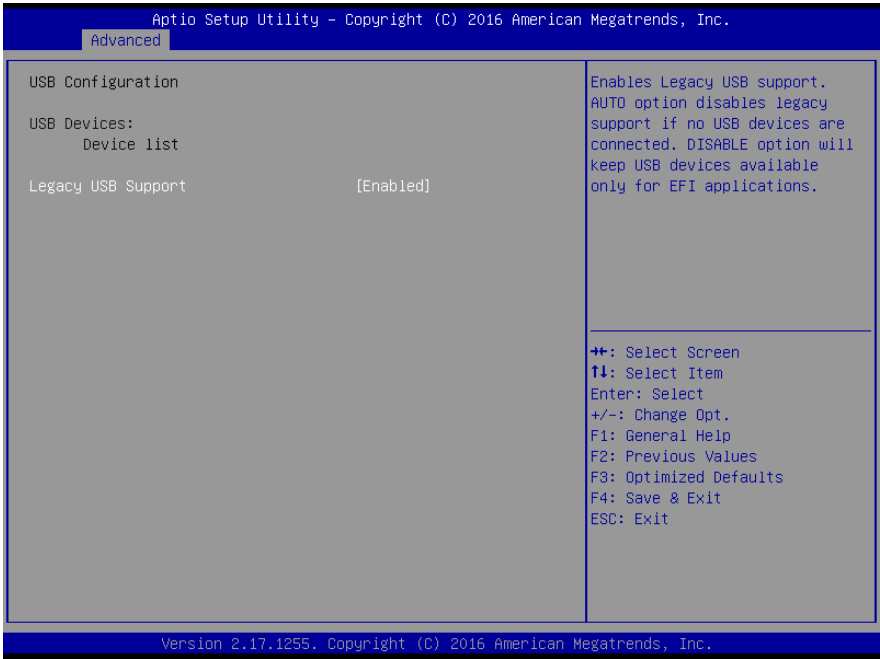 Aptio Setup Utility – Copyright (C) 2016 American Megatrends, Inc.
Advanced
USB Configuration
USB Devices:
Device list
Legacy USB Support [Enabled]
Enables Legacy USB support.
AUTO option disables legacy
support if no USB devices are
connected. DISABLE option will
keep USB devices available
only for EFI applications.
→←: Select Screen
↑↓: Select Item
Enter: Select
+/-: Change Opt.
F1: General Help
F2: Previous Values
F3: Optimized Defaults
F4: Save & Exit
ESC: Exit
Version 2.17.1255. Copyright (C) 2016 American Megatrends, Inc.